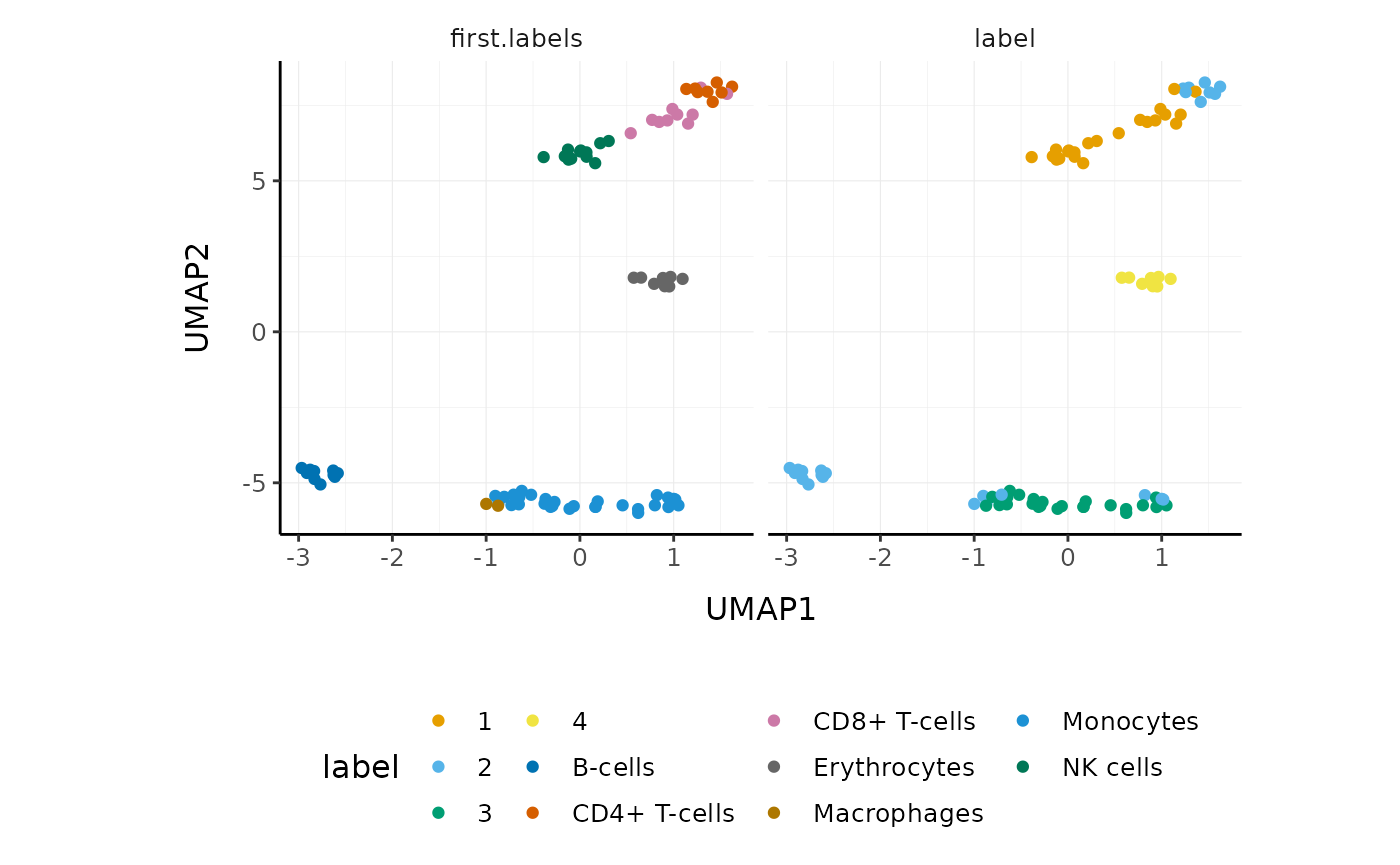 first.labels label
UMAP2
5
0
-5
-3 -2 -1 0 1 -3 -2 -1 0 1
UMAP1
label
1 4 CD8+ T-cells Monocytes
2 B-cells Erythrocytes NK cells
3 CD4+ T-cells Macrophages